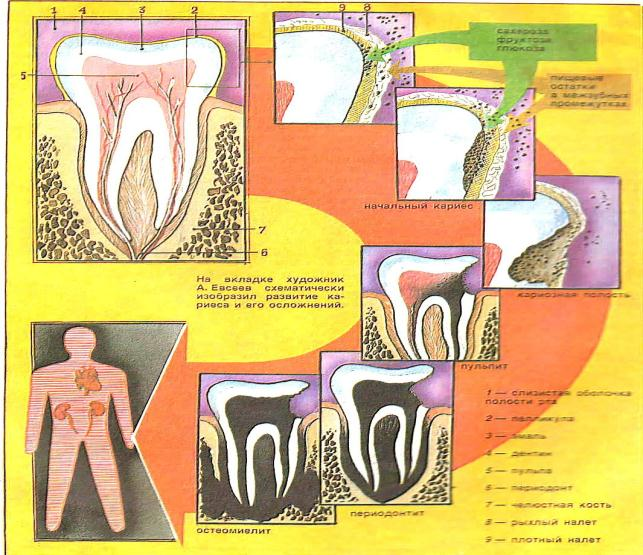 1 4 3 2
9 8
5
7
6
сахароза
фруктоза
глюкоза
пищевые
остатки
в межзубных
промежутках
начальный кариес
кариозная полость
На вкладке художник
А. Евсеев схематически
изобразил развитие ка-
риеса и его осложнений.
пульпит
периодонтит
остеомиелит
1 — слизистая оболочка
полости рта
2 — пелликула
3 — эмаль
4 — дентин
5 — пульпа
6 — периодонт
7 — челюстная кость
8 — рыхлый налет
9 — плотный налет